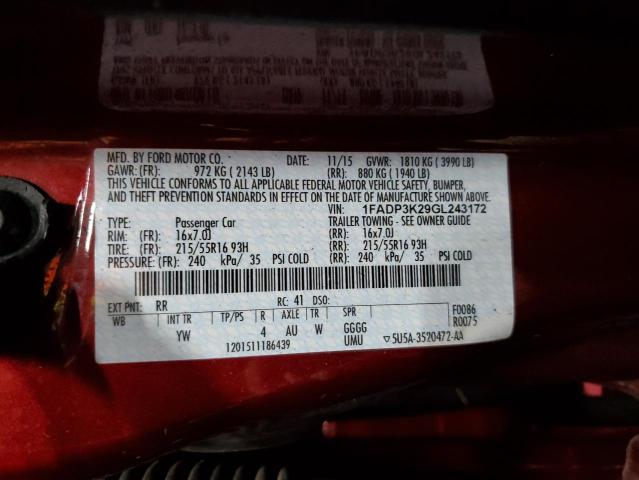 MFD. BY FORD MOTOR CO. DATE: 11/15 GVWR: 1810 KG ( 3990 LB)
GAWR: (FR): 972 KG ( 2143 LB) (RR): 880 KG ( 1940 LB)
THIS VEHICLE CONFORMS TO ALL APPLICABLE FEDERAL MOTOR VEHICLE SAFETY, BUMPER,
AND THEFT PREVENTION STANDARDS IN EFFECT ON THE DATE OF MANUFACTURE SHOWN ABOVE.
VIN: 1FADP3K29GL243172
TYPE: Passenger Car TRAILER TOWING - SEE OWNER GUIDE
RIM: (FR): 16x7.0J (RR): 16x7.0J
TIRE: (FR): 215/55R16 93H (RR): 215/55R16 93H
PRESSURE: (FR): 240 kPa/ 35 PSI COLD (RR): 240 kPa/ 35 PSI COLD
EXT PNT: RR RC: 41 DSO: F0086
WB INT TR TP/PS R AXLE TR SPR R0075
YW 4 AU W GGGG
1201511186439 UMU ▽5U5A-3520472-AA